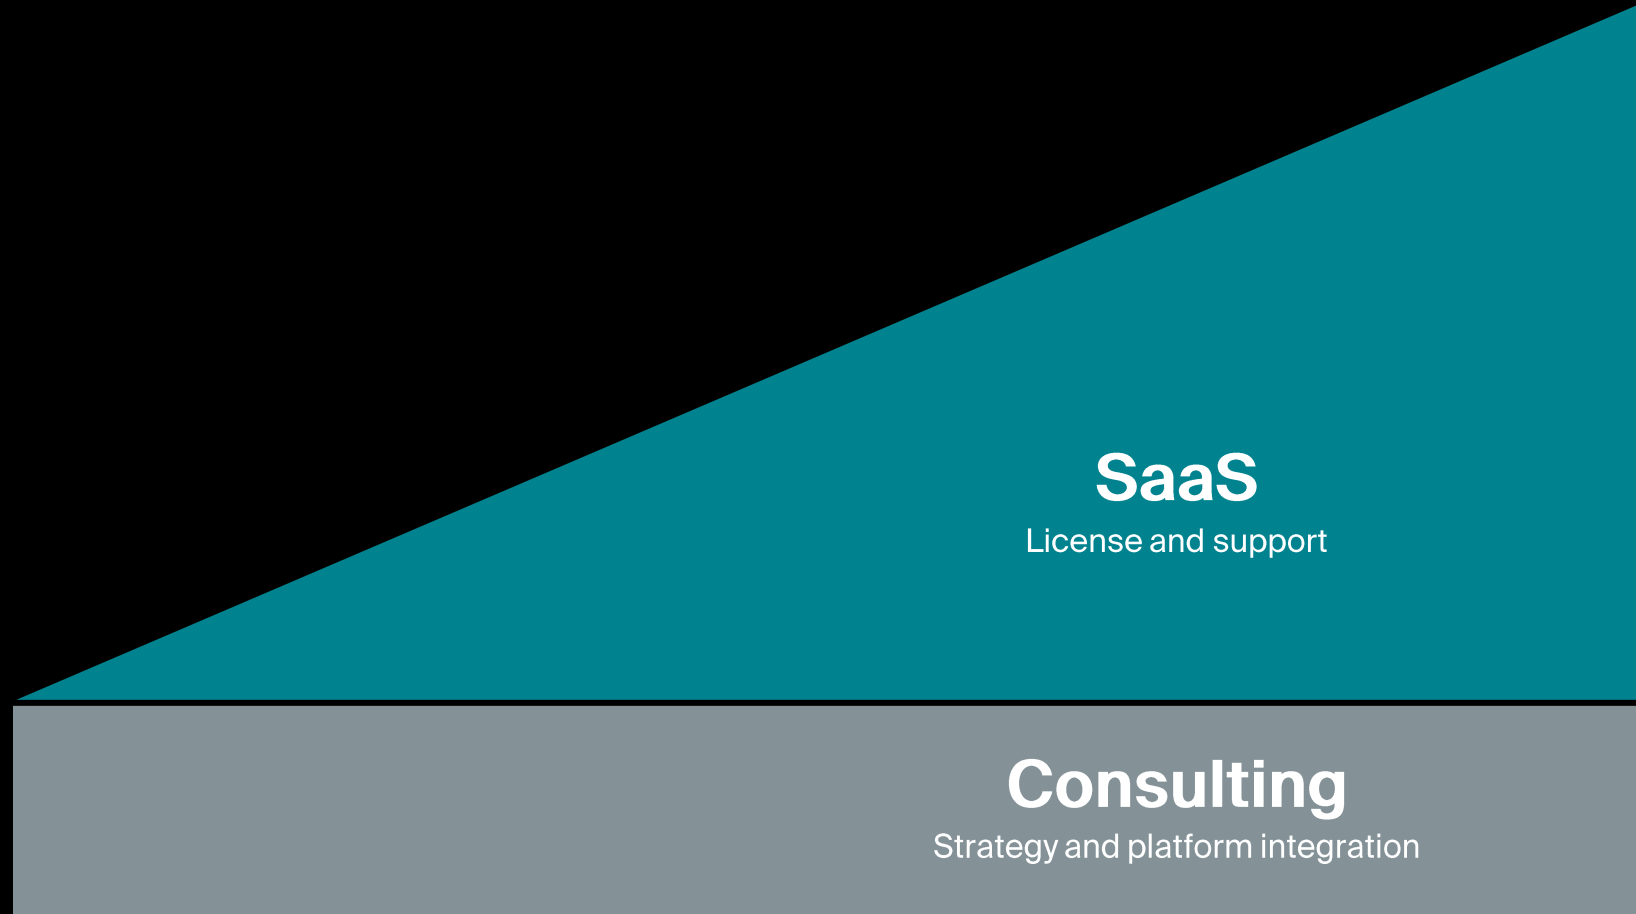 SaaS
License and support
Consulting
Strategy and platform integration